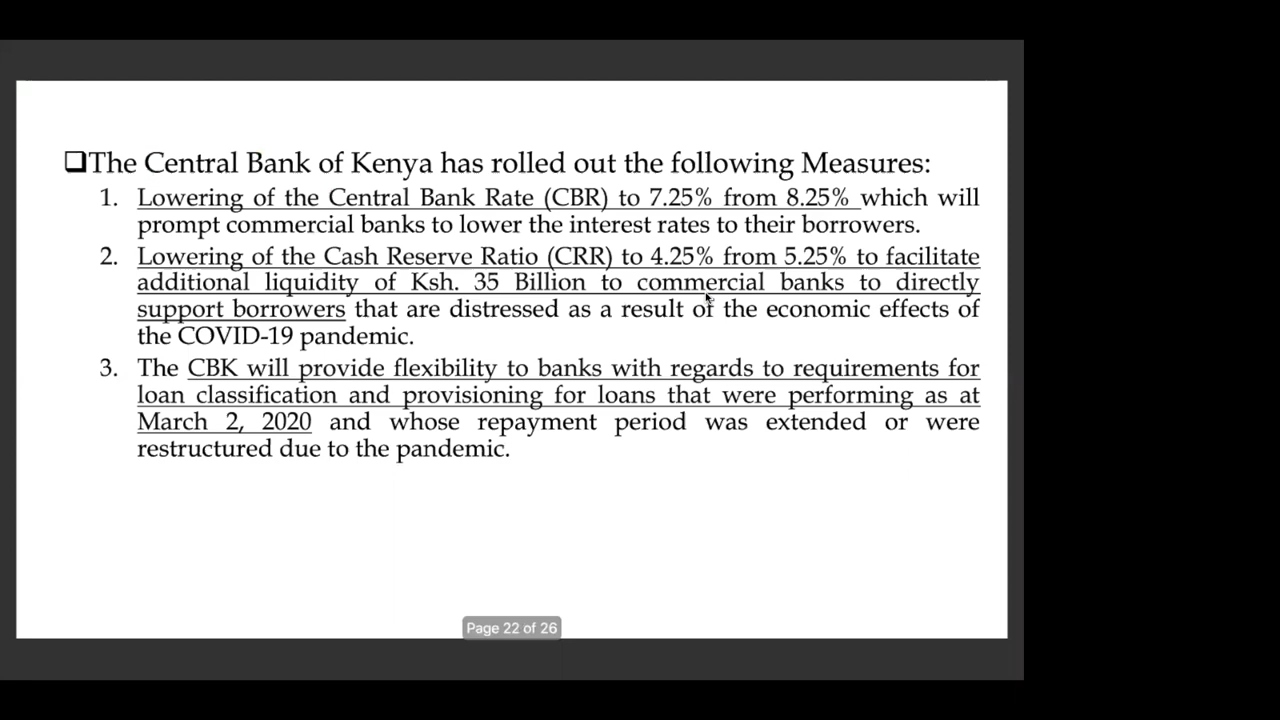 ❑The Central Bank of Kenya has rolled out the following Measures:
1. Lowering of the Central Bank Rate (CBR) to 7.25% from 8.25% which will
prompt commercial banks to lower the interest rates to their borrowers.
2. Lowering of the Cash Reserve Ratio (CRR) to 4.25% from 5.25% to facilitate
additional liquidity of Ksh. 35 Billion to commercial banks to directly
support borrowers that are distressed as a result of the economic effects of
the COVID-19 pandemic.
3. The CBK will provide flexibility to banks with regards to requirements for
loan classification and provisioning for loans that were performing as at
March 2, 2020 and whose repayment period was extended or were
restructured due to the pandemic.
Page 22 of 26